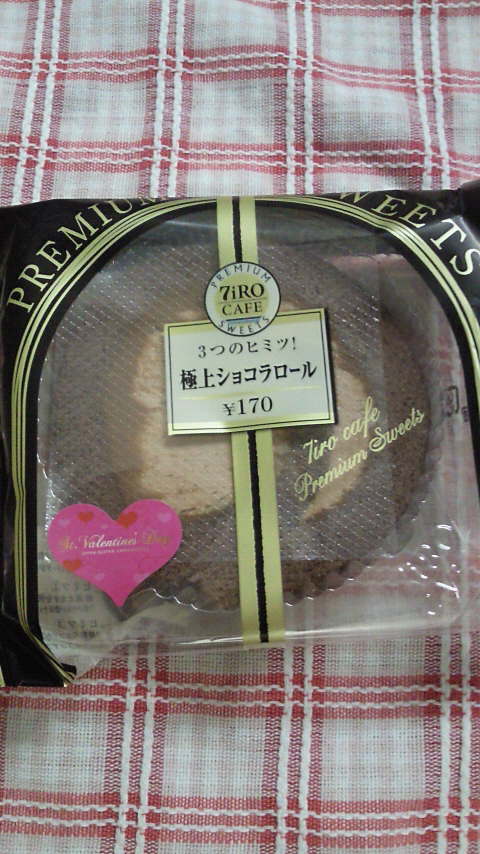 PREMIUM SWEETS
PREMIUM
7iRO
CAFE
SWEETS
3つのヒミツ!
極上ショコラロール
¥170
7iro cafe
Premium Sweets
St. Valentine's Day